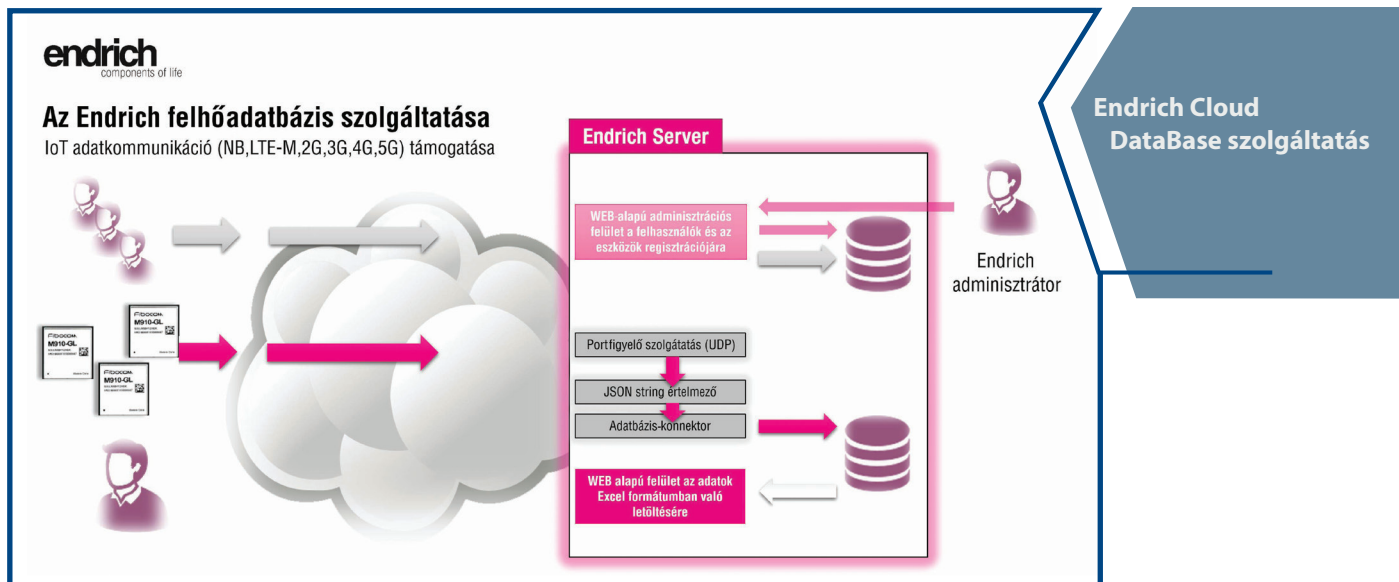 endrich
components of life
Az Endrich felhőadatbázis szolgáltatása
IoT adatkommunikáció (NB,LTE-M,2G,3G,4G,5G) támogatása
Endrich Server
WEB-alapú adminisztrációs
felület a felhasználók és az
eszközök regisztrációjára
Endrich
adminisztrátor
Endrich Cloud
DataBase szolgáltatás
Fibocom
M910-GL
Fibocom
M910-GL
Fibocom
M910-GL
Portfigyelő szolgátatás (UDP)
JSON string értelmező
Adatbázis-konnektor
WEB alapú felület az adatok
Excel formátumban való
letöltésére